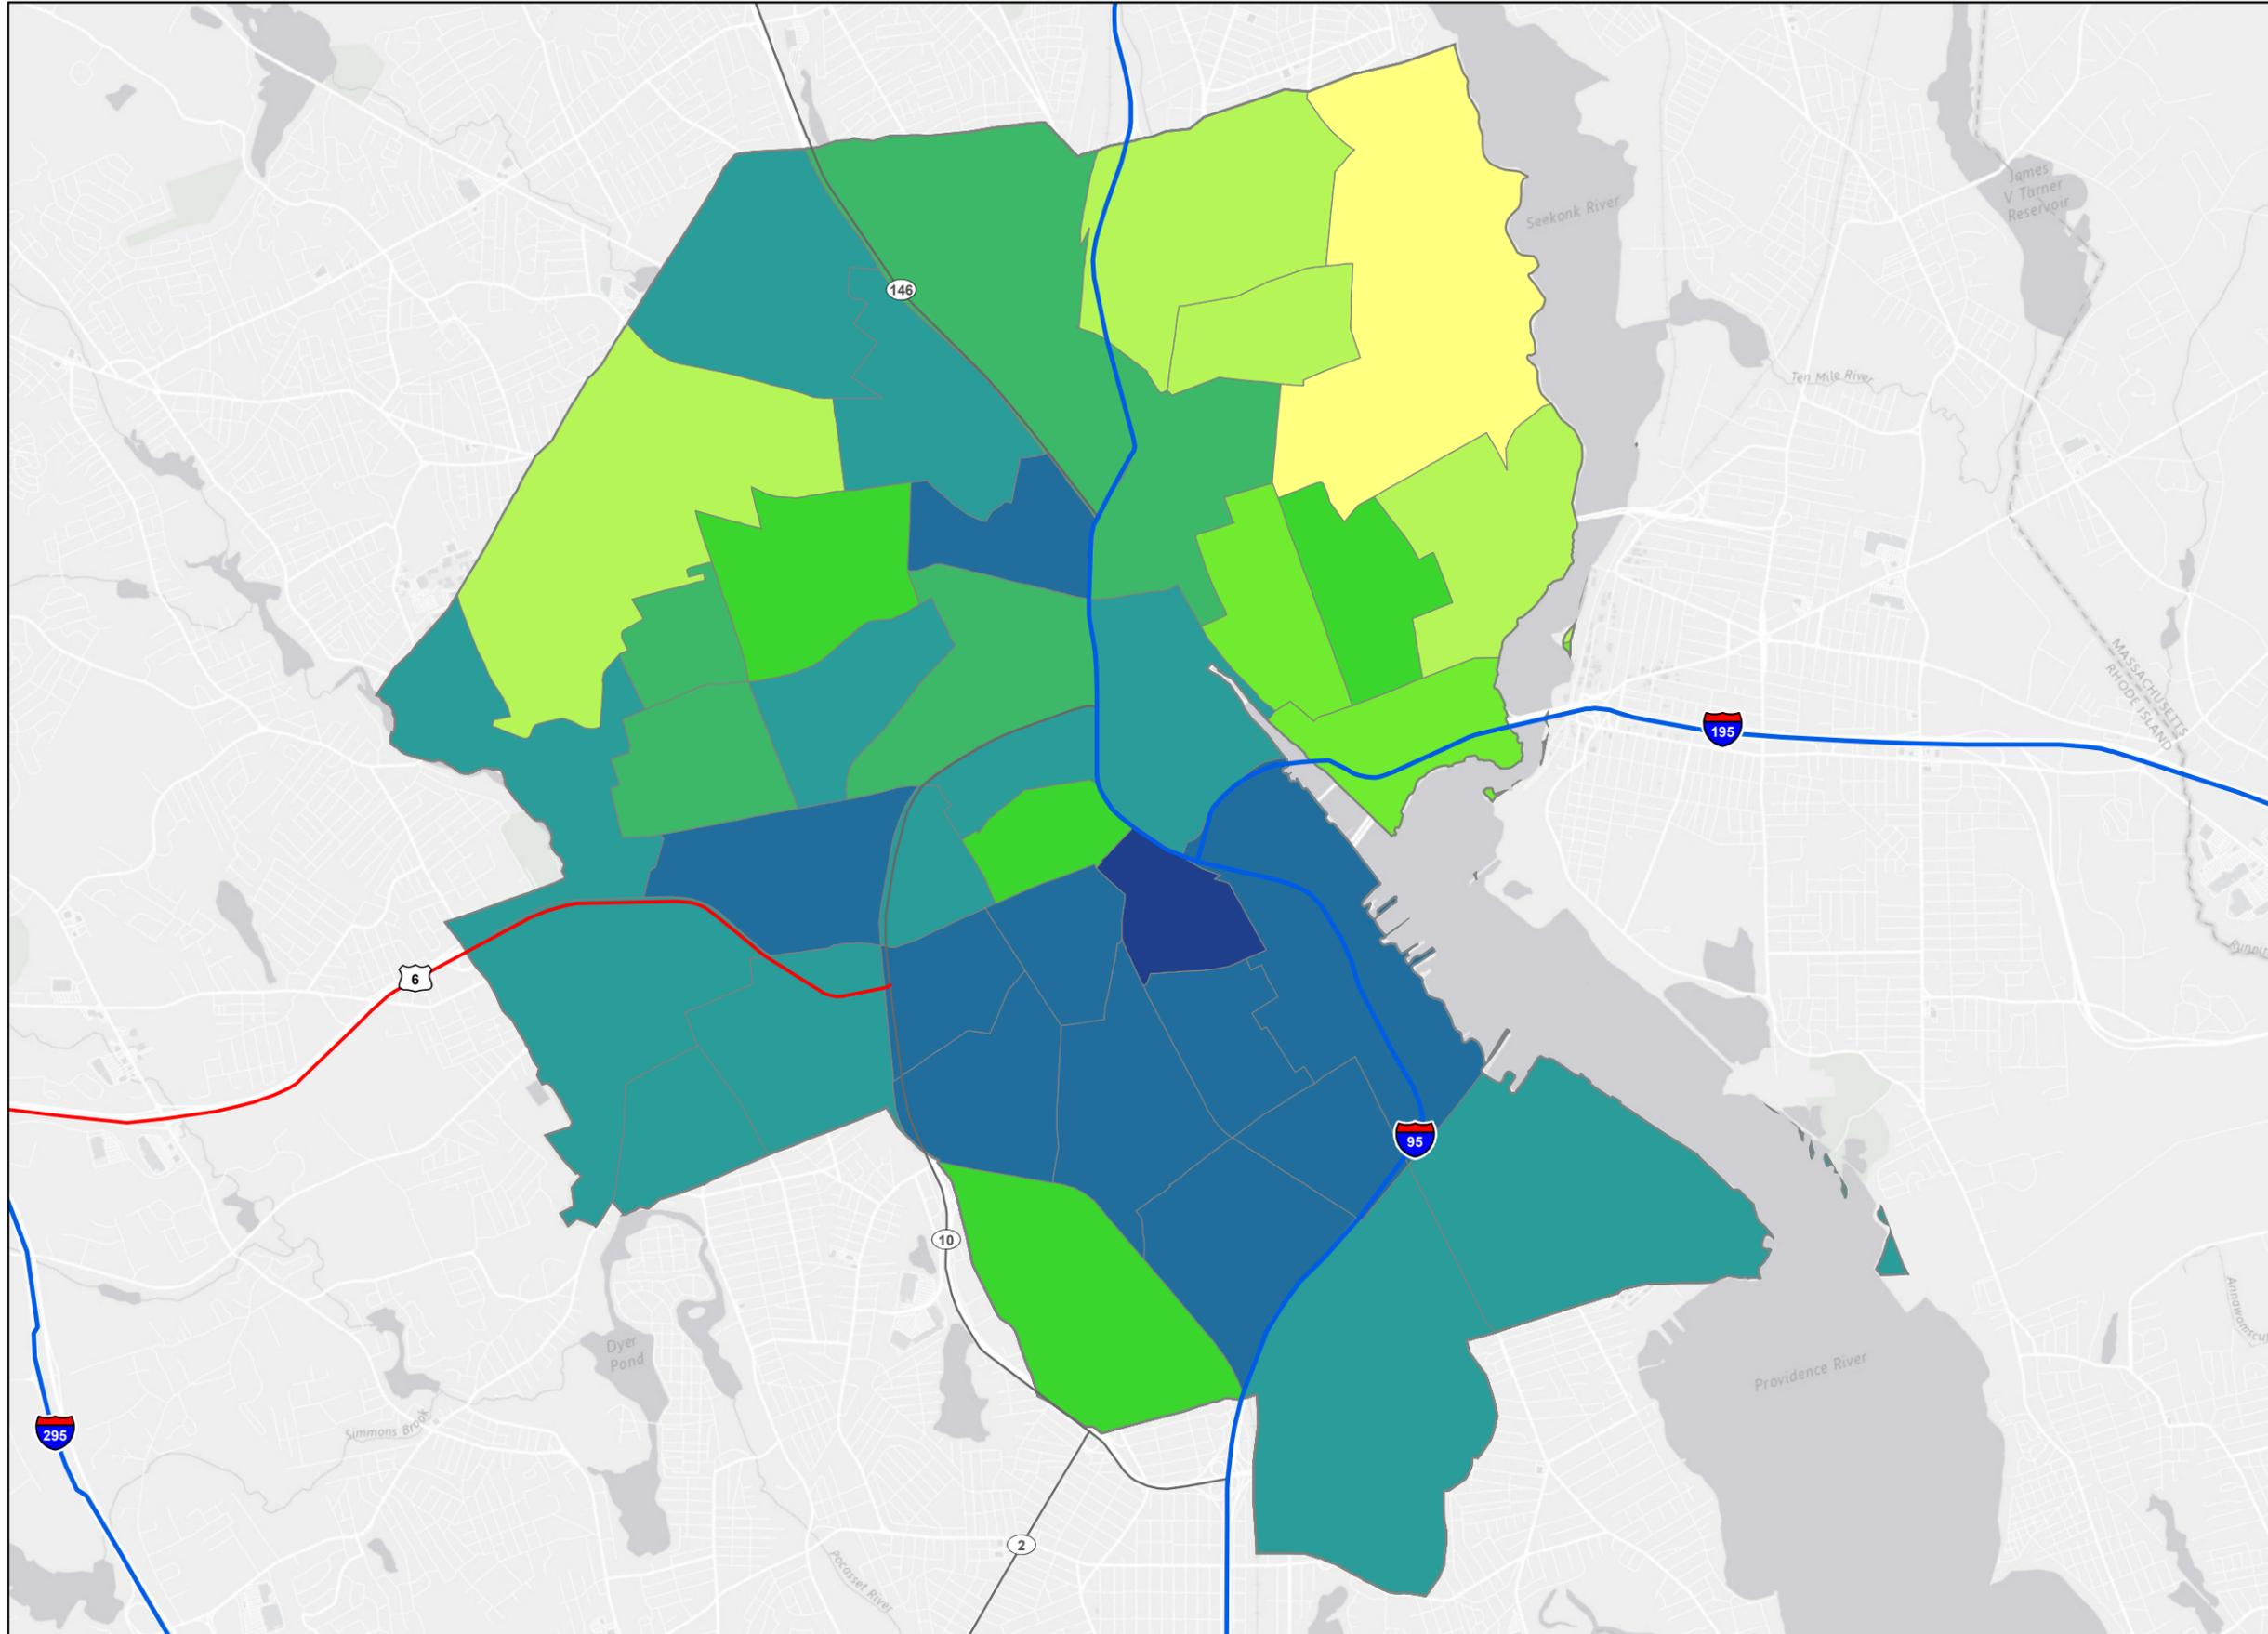 James
V Turner
Reservoir
Seekonk River
146
Ten Mile River
MASSACHUSETTS
RHODE ISLAND
195
6
95
10
Annawomscut
Dyer
Pond
Providence River
Simmons Brook
295
2
Pocasset River